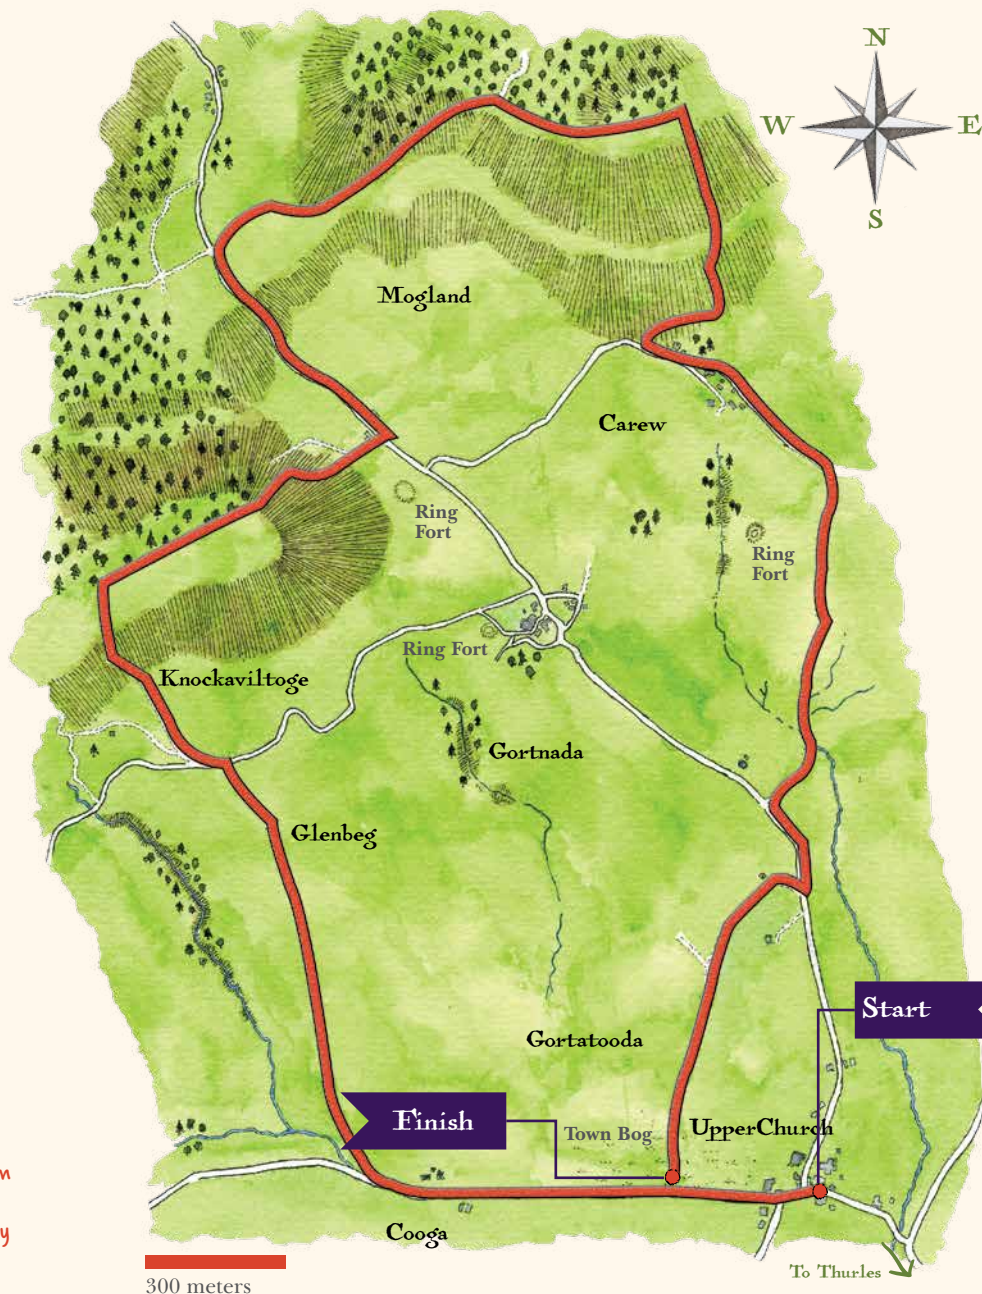 N
W
E
S
Mogland
Carew
Ring
Fort
Ring
Fort
Ring Fort
Knockaviltoge
Gortnada
Glenbeg
Start
Gortatooda
Finish
Town Bog
UpperChurch
n
y
Cooga
To Thurles
300 meters